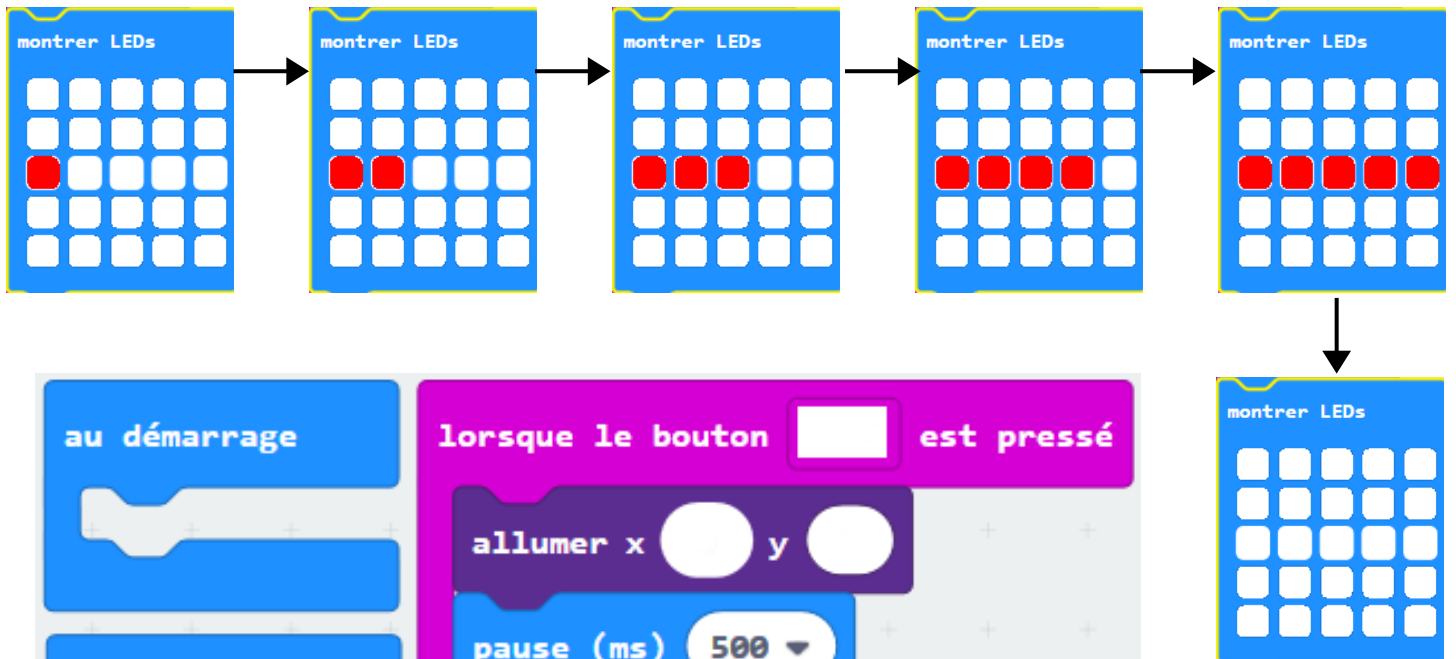 montrer LEDs
montrer LEDs
montrer LEDs
montrer LEDs
montrer LEDs
montrer LEDs
au démarrage
lorsque le bouton est pressé
allumer x y
pause (ms) 500